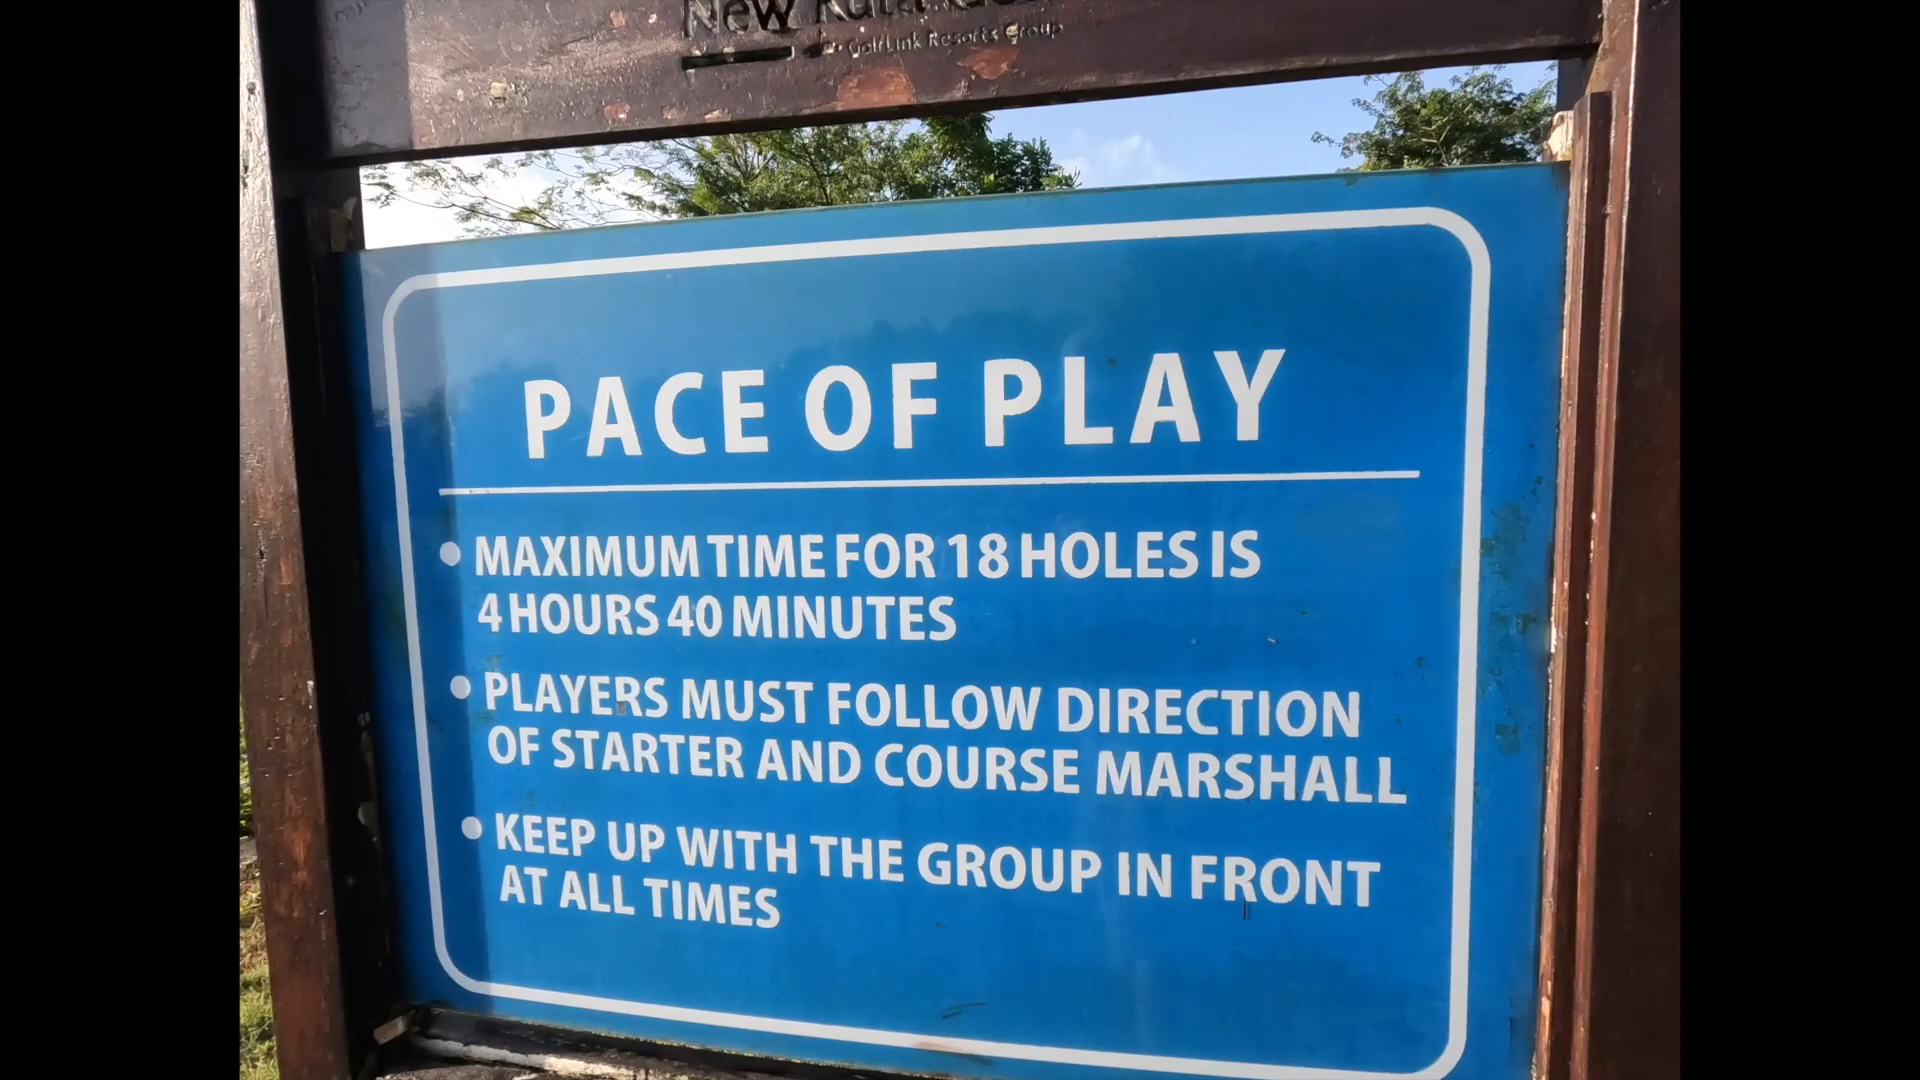 New Kuta Golf
GolfLink Resorts Group
PACE OF PLAY
• MAXIMUM TIME FOR 18 HOLES IS
4 HOURS 40 MINUTES
• PLAYERS MUST FOLLOW DIRECTION
OF STARTER AND COURSE MARSHALL
• KEEP UP WITH THE GROUP IN FRONT
AT ALL TIMES